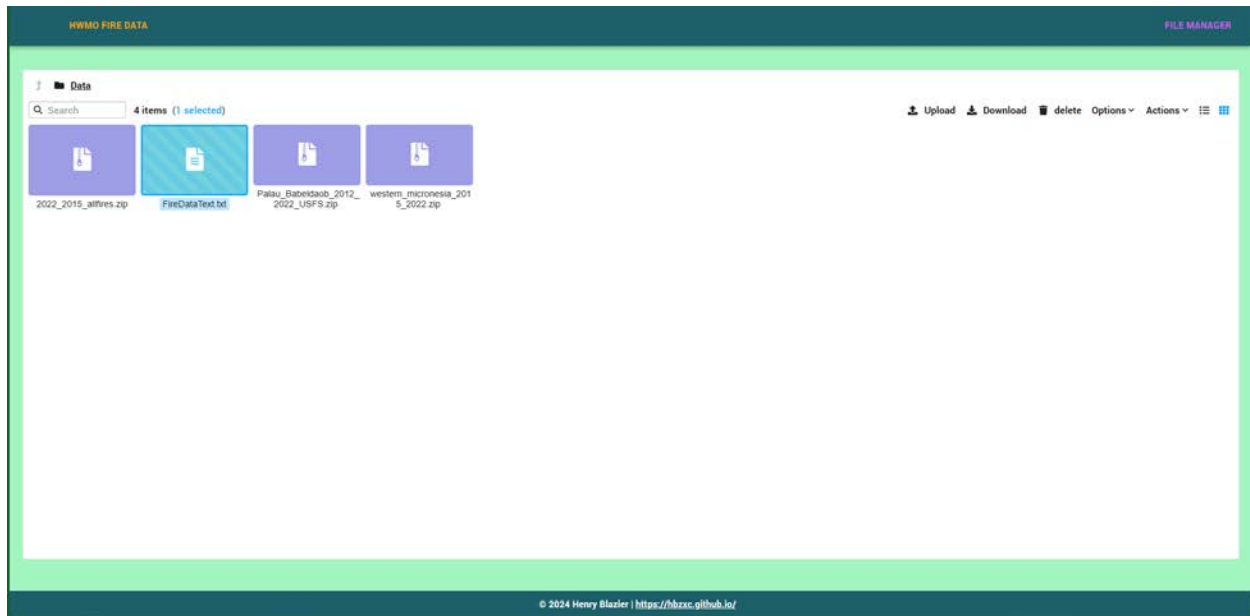 HWMO FIRE DATA
FILE MANAGER
Data
Search
4 items (1 selected)
Upload Download delete Options Actions
2022_2015_allfires.zip
FireDataText.txt
Palau_Babeldaob_2012_
2022_USFS.zip
western_micronesia_201
5_2022.zip
© 2024 Henry Blazier | https://hbzxc.github.io/